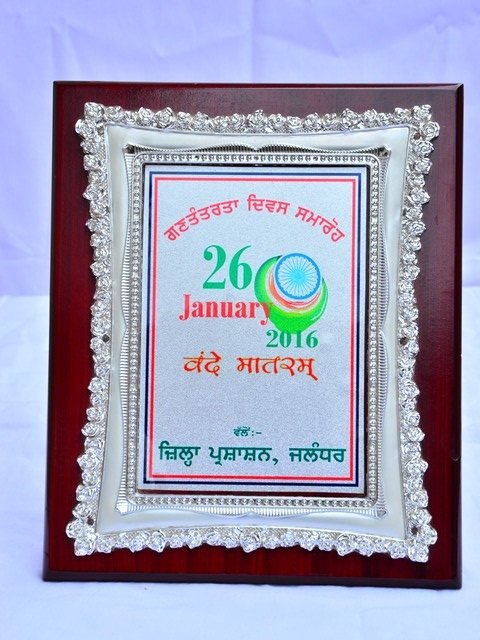 ਗਣਤੰਤਰਤਾ ਦਿਵਸ ਸਮਾਰੋਹ
26
January
2016
ਵੰਦੇ ਮਾਤਰਮ੍
ਵੱਲੋਂ:-
ਜ਼ਿਲ੍ਹਾ ਪ੍ਰਸ਼ਾਸ਼ਨ, ਜਲੰਧਰ